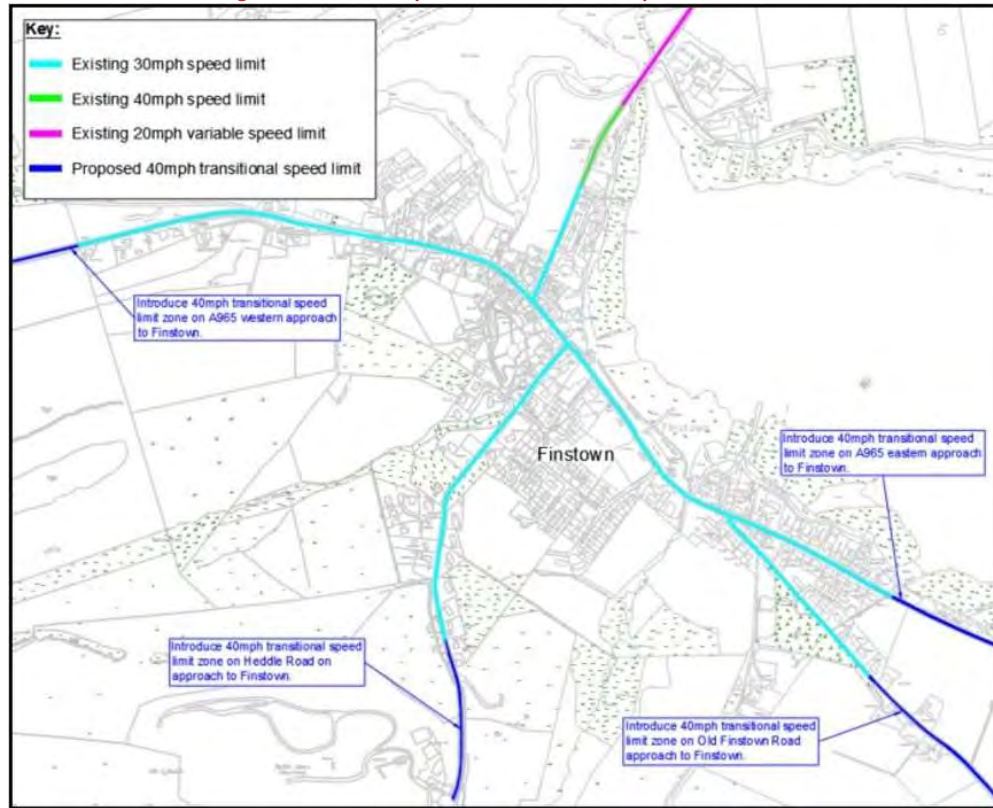 Key:
Existing 30mph speed limit
Existing 40mph speed limit
Existing 20mph variable speed limit
Proposed 40mph transitional speed limit
Introduce 40mph transitional speed
limit zone on A965 western approach
to Finstown.
Finstown
Introduce 40mph transitional speed
limit zone on A965 eastern approach
to Finstown.
Introduce 40mph transitional speed
limit zone on Heddle Road on
approach to Finstown.
Introduce 40mph transitional speed
limit zone on Old Finstown Road
approach to Finstown.